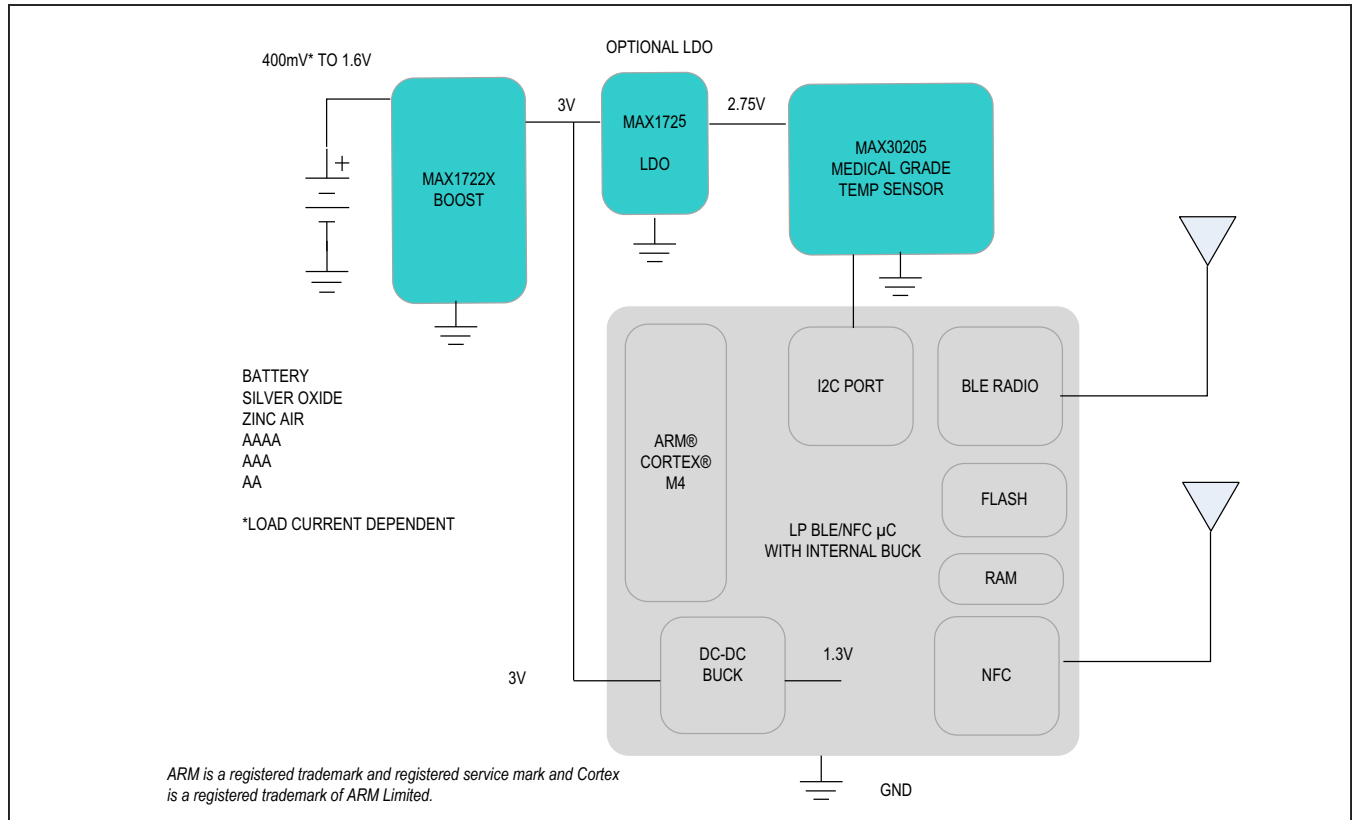 OPTIONAL LDO
400mV* TO 1.6V
3V
MAX1725
LDO
2.75V
MAX30205
MEDICAL GRADE
TEMP SENSOR
+
MAX1722X
BOOST
BATTERY
SILVER OXIDE
ZINC AIR
AAAA
AAA
AA
*LOAD CURRENT DEPENDENT
ARM®
CORTEX®
M4
I2C PORT
BLE RADIO
FLASH
LP BLE/NFC µC
WITH INTERNAL BUCK
RAM
3V
DC-DC
BUCK
1.3V
NFC
GND
ARM is a registered trademark and registered service mark and Cortex
is a registered trademark of ARM Limited.